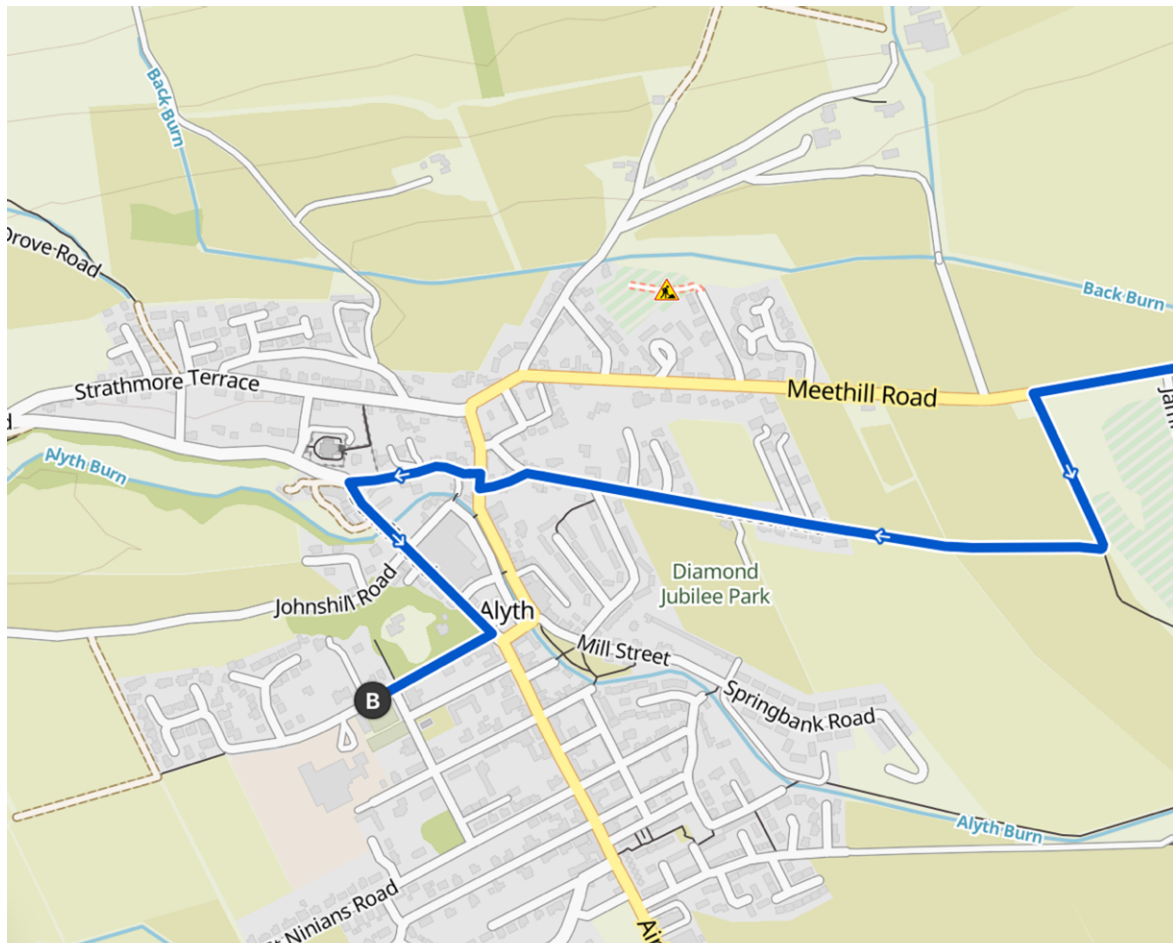 Back Burn
Drove Road
Back Burn
Strathmore Terrace
Meethill Road
Alyth Burn
Diamond
Jubilee Park
Johnshill Road
Alyth
Mill Street
B
Springbank Road
Alyth Burn
Ninians Road